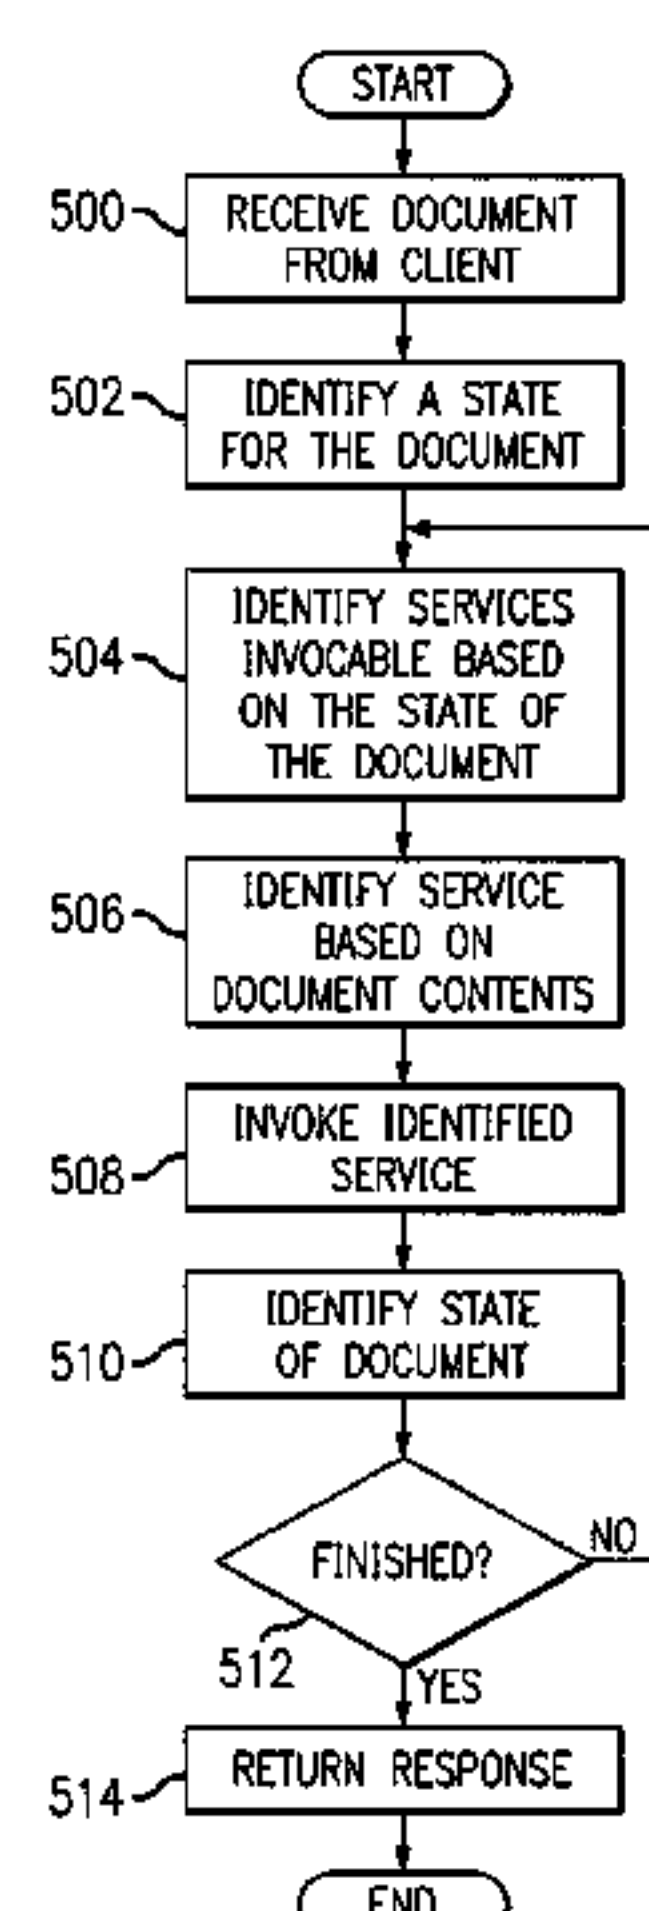 START
500
RECEIVE DOCUMENT
FROM CLIENT
502
IDENTIFY A STATE
FOR THE DOCUMENT
504
IDENTIFY SERVICES
INVOCABLE BASED
ON THE STATE OF
THE DOCUMENT
506
IDENTIFY SERVICE
BASED ON
DOCUMENT CONTENTS
508
INVOKE IDENTIFIED
SERVICE
510
IDENTIFY STATE
OF DOCUMENT
FINISHED?
NO
512
YES
514
RETURN RESPONSE
END